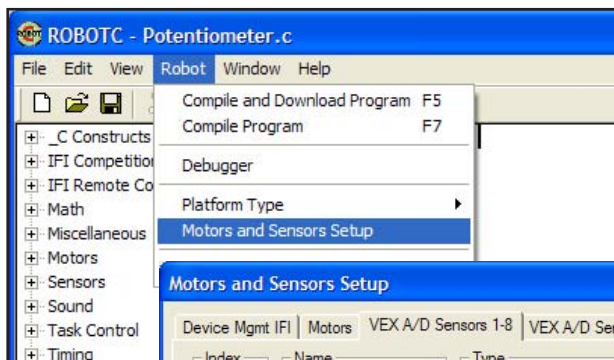 ROBOTC - Potentiometer.c
File Edit View Robot Window Help
Compile and Download Program F5
Compile Program F7
Debugger
Platform Type
Motors and Sensors Setup
_C Constructs
IFI Competition
IFI Remote Co
Math
Miscellaneous
Motors
Sensors
Sound
Task Control
Timing
Motors and Sensors Setup
Device Mgmt IFI Motors VEX A/D Sensors 1-8 VEX A/D Se
Index Name Type